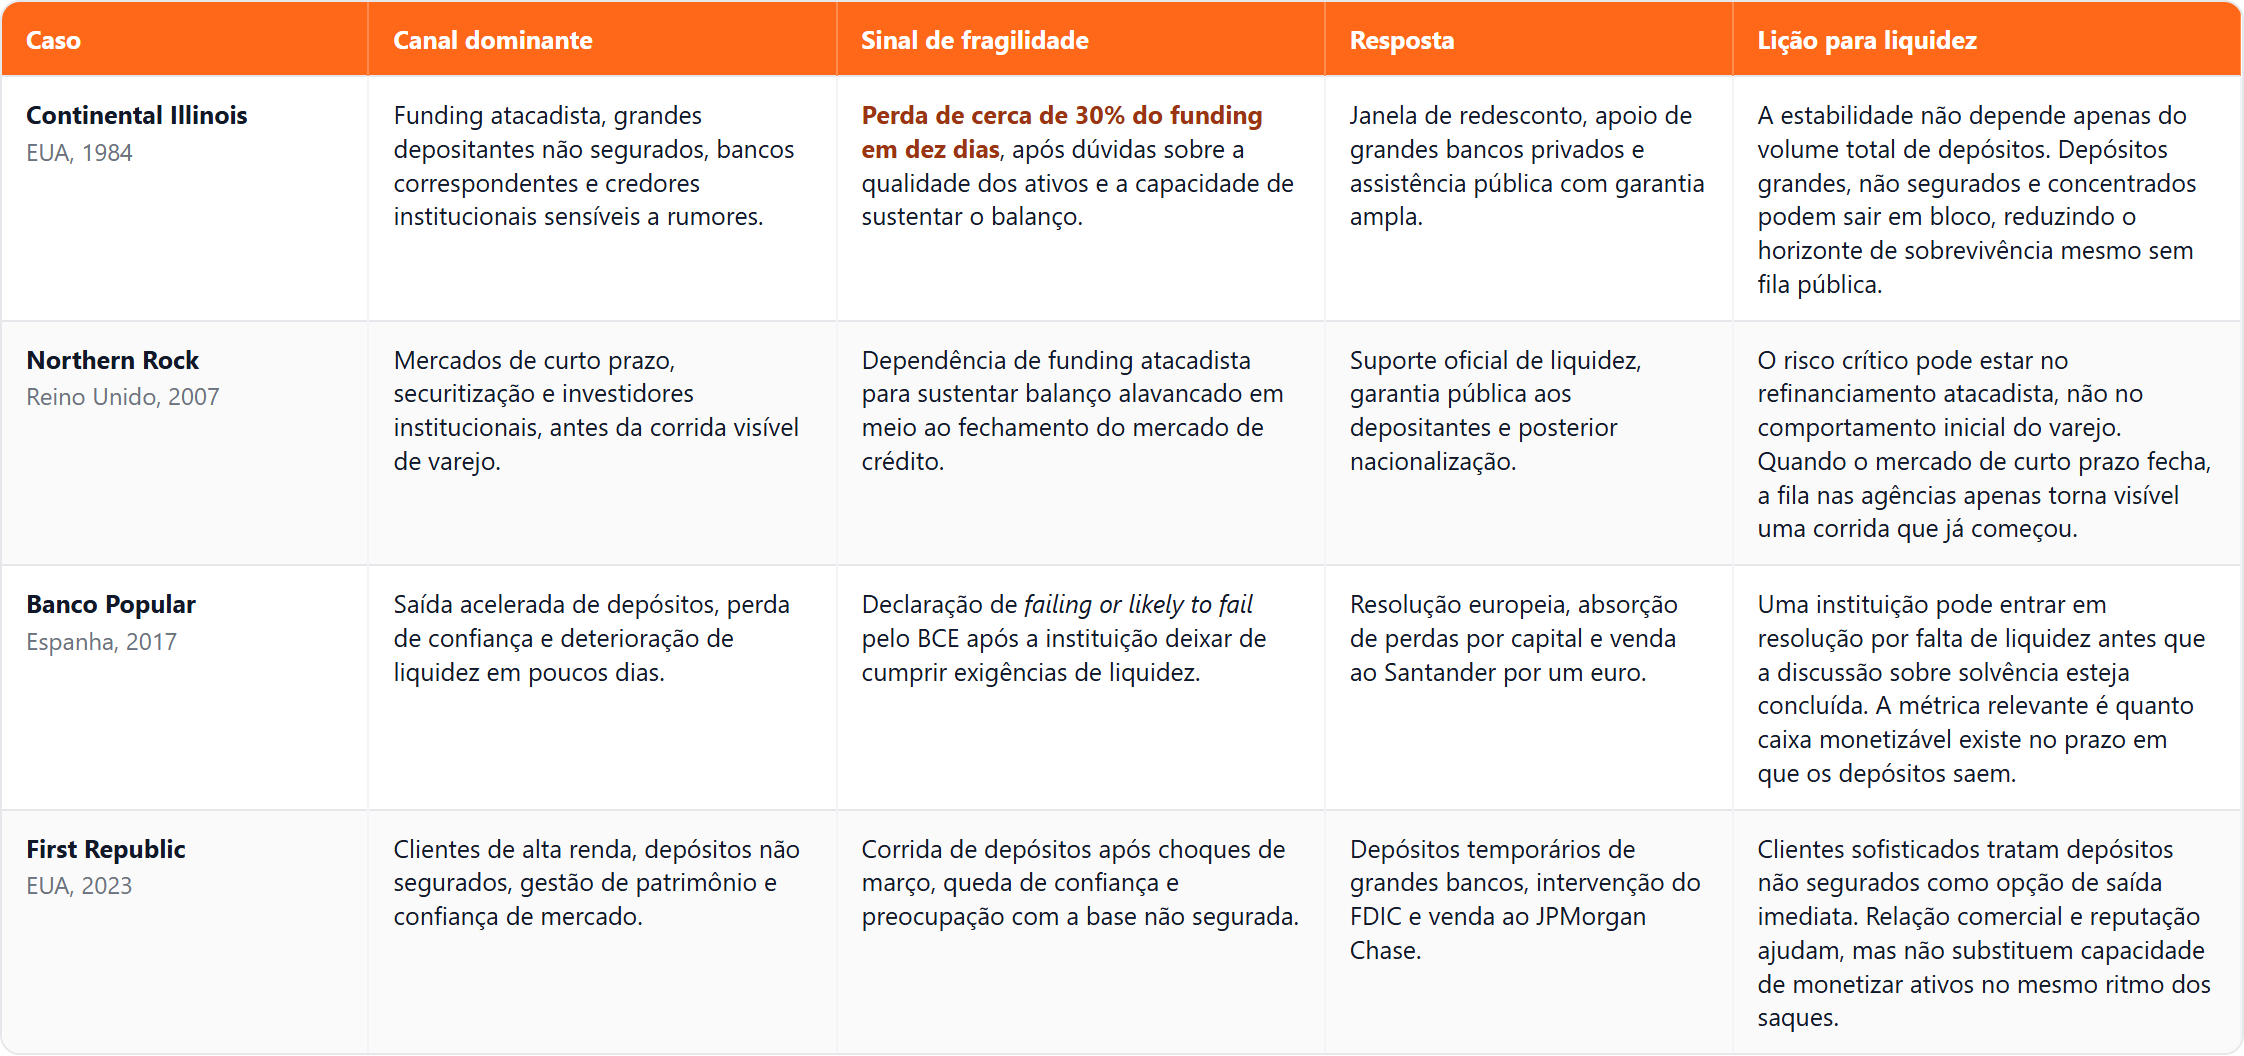 Caso
Canal dominante
Sinal de fragilidade
Resposta
Lição para liquidez
Continental Illinois
EUA, 1984
Funding atacadista, grandes
depositantes não segurados, bancos
correspondentes e credores
institucionais sensíveis a rumores.
Perda de cerca de 30% do funding
em dez dias, após dúvidas sobre a
qualidade dos ativos e a capacidade de
sustentar o balanço.
Janela de redesconto, apoio de
grandes bancos privados e
assistência pública com garantia
ampla.
A estabilidade não depende apenas do
volume total de depósitos. Depósitos
grandes, não segurados e concentrados
podem sair em bloco, reduzindo o
horizonte de sobrevivência mesmo sem
fila pública.
Northern Rock
Reino Unido, 2007
Mercados de curto prazo,
securitização e investidores
institucionais, antes da corrida visível
de varejo.
Dependência de funding atacadista
para sustentar balanço alavancado em
meio ao fechamento do mercado de
crédito.
Suporte oficial de liquidez,
garantia pública aos
depositantes e posterior
nacionalização.
O risco crítico pode estar no
refinanciamento atacadista, não no
comportamento inicial do varejo.
Quando o mercado de curto prazo fecha,
a fila nas agências apenas torna visível
uma corrida que já começou.
Banco Popular
Espanha, 2017
Saída acelerada de depósitos, perda
de confiança e deterioração de
liquidez em poucos dias.
Declaração de failing or likely to fail
pelo BCE após a instituição deixar de
cumprir exigências de liquidez.
Resolução europeia, absorção
de perdas por capital e venda
ao Santander por um euro.
Uma instituição pode entrar em
resolução por falta de liquidez antes que
a discussão sobre solvência esteja
concluída. A métrica relevante é quanto
caixa monetizável existe no prazo em
que os depósitos saem.
First Republic
EUA, 2023
Clientes de alta renda, depósitos não
segurados, gestão de patrimônio e
confiança de mercado.
Corrida de depósitos após choques de
março, queda de confiança e
preocupação com a base não segurada.
Depósitos temporários de
grandes bancos, intervenção do
FDIC e venda ao JPMorgan
Chase.
Clientes sofisticados tratam depósitos
não segurados como opção de saída
imediata. Relação comercial e reputação
ajudam, mas não substituem capacidade
de monetizar ativos no mesmo ritmo dos
saques.